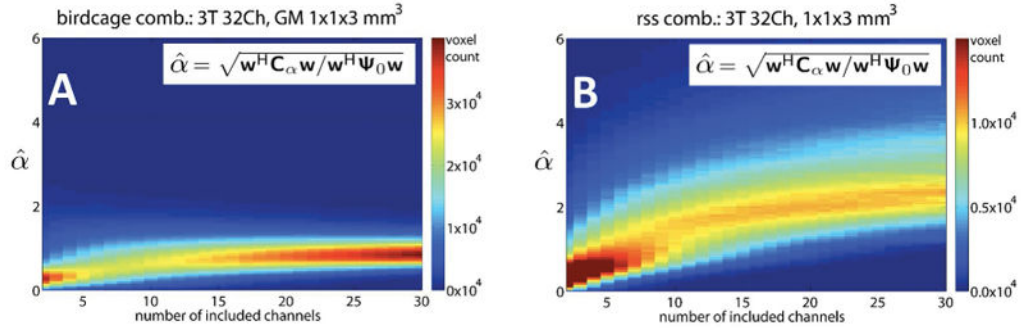 birdcage comb.: 3T 32Ch, GM 1x1x3 mm³
6
4
2
0
α̂
A
α̂ = √(wᴴC_αw/wᴴΨ₀w)
5
10
15
20
25
30
number of included channels
voxel
count
3x10⁴
2x10⁴
1x10⁴
0x10⁴
rss comb.: 3T 32Ch, 1x1x3 mm³
6
4
2
0
α̂
B
α̂ = √(wᴴC_αw/wᴴΨ₀w)
5
10
15
20
25
30
number of included channels
voxel
count
1.0x10⁴
0.5x10⁴
0.0x10⁴